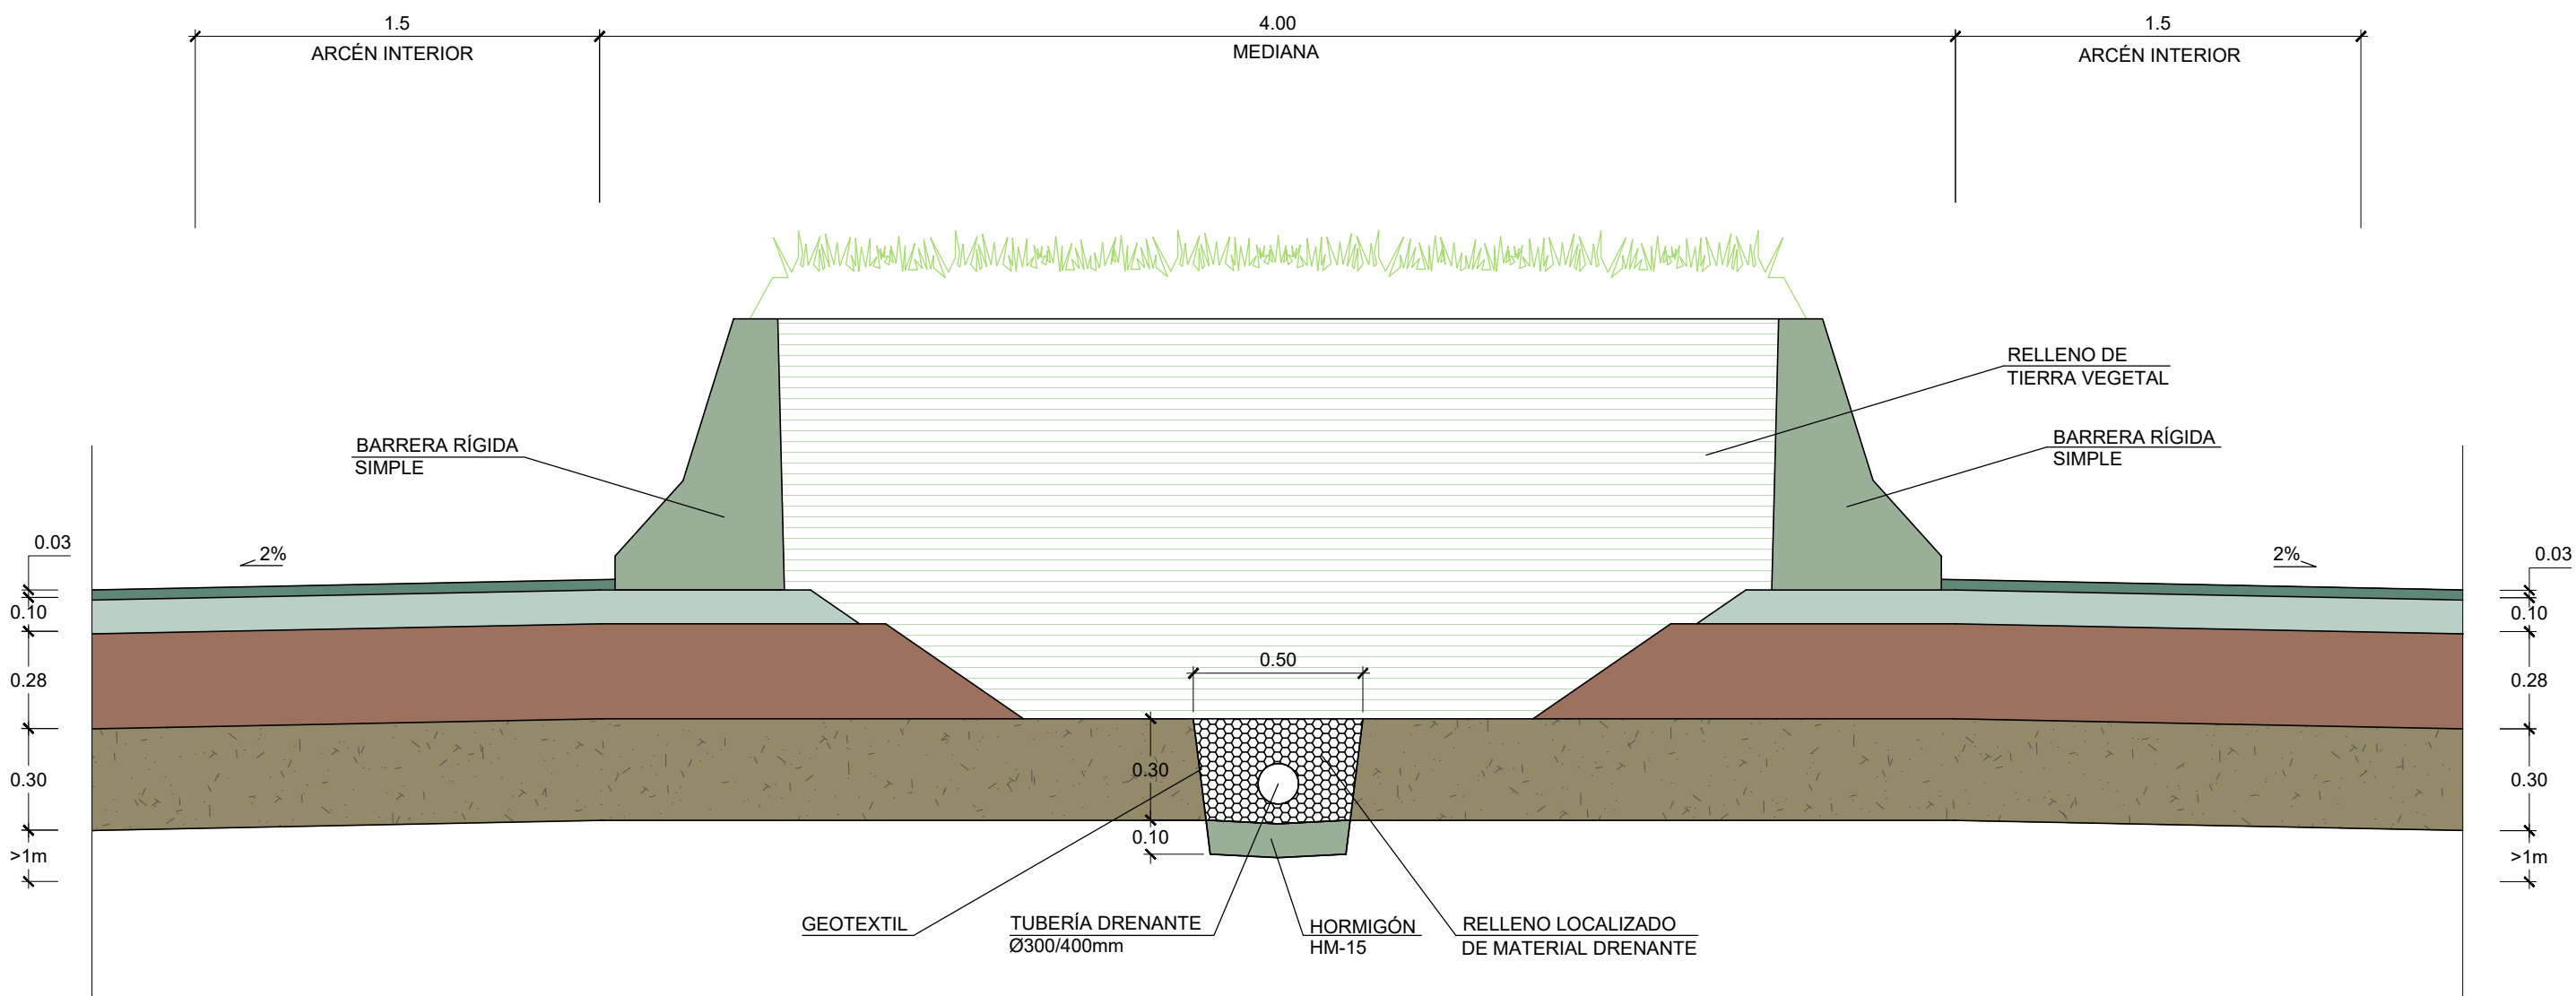 1.5
4.00
1.5
ARCÉN INTERIOR
MEDIANA
ARCÉN INTERIOR
RELLENO DE
TIERRA VEGETAL
BARRERA RÍGIDA
SIMPLE
BARRERA RÍGIDA
SIMPLE
0.03
2%
2%
0.03
0.10
0.10
0.50
0.28
0.28
0.30
0.30
0.30
0.10
>1m
>1m
GEOTEXTIL
TUBERÍA DRENANTE
Ø300/400mm
HORMIGÓN
HM-15
RELLENO LOCALIZADO
DE MATERIAL DRENANTE